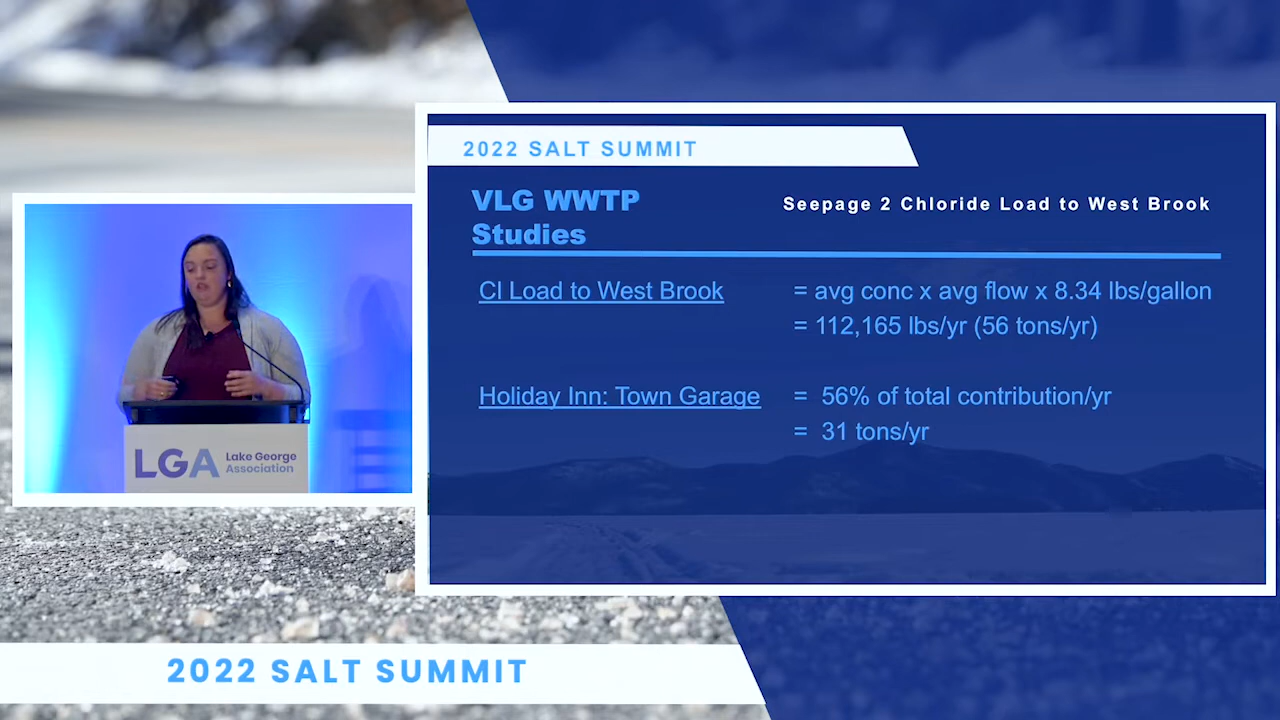 2022 SALT SUMMIT
VLG WWTP
Studies
Seepage 2 Chloride Load to West Brook
Cl Load to West Brook
= avg conc x avg flow x 8.34 lbs/gallon
= 112,165 lbs/yr (56 tons/yr)
Holiday Inn: Town Garage
= 56% of total contribution/yr
= 31 tons/yr
LGA
Lake George
Association
2022 SALT SUMMIT